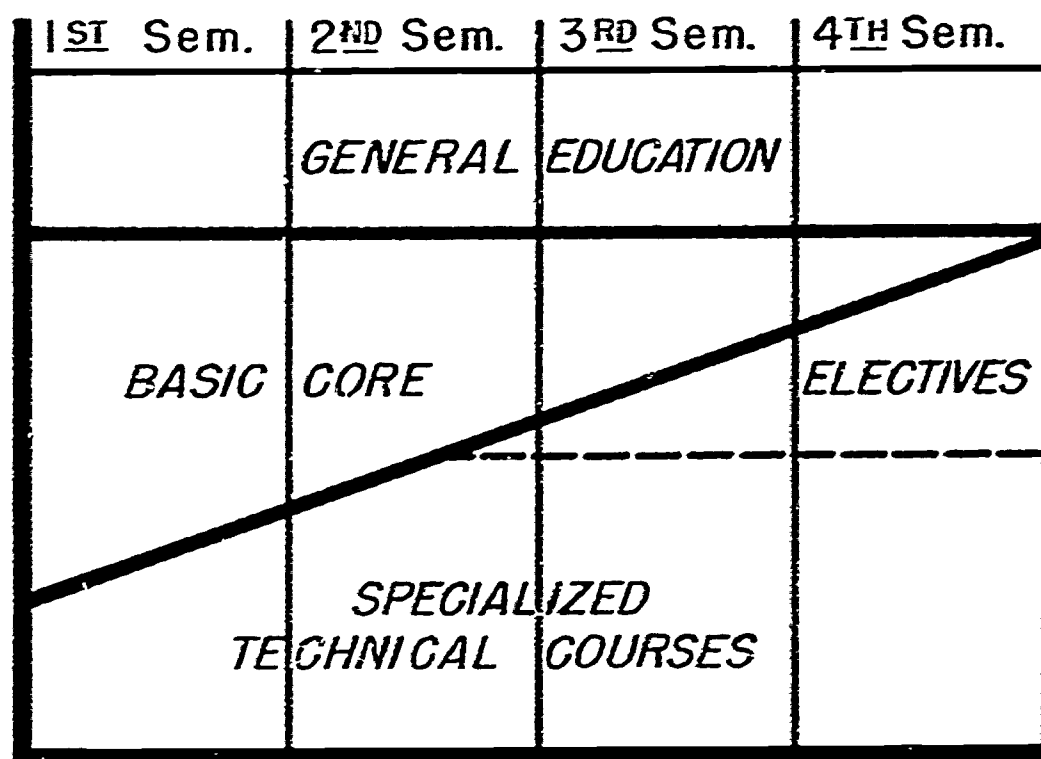 1ST Sem. 2ND Sem. 3RD Sem. 4TH Sem.
GENERAL EDUCATION
BASIC CORE
ELECTIVES
SPECIALIZED
TECHNICAL COURSES